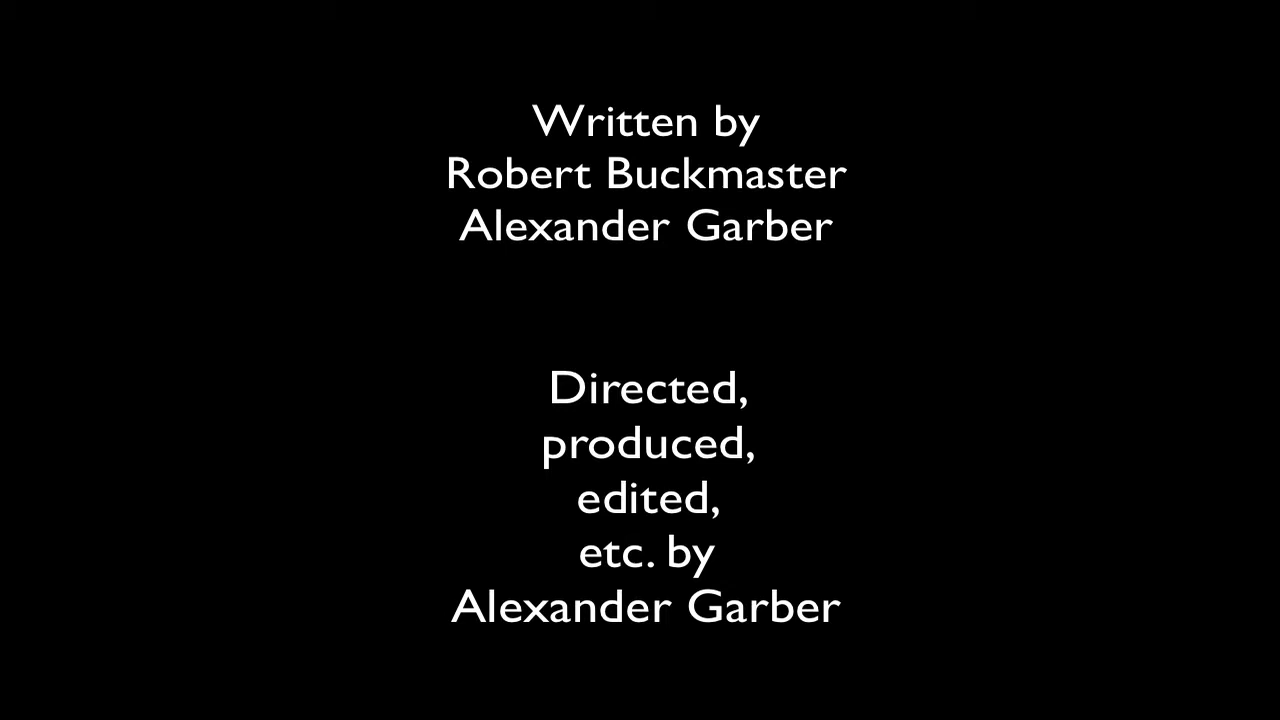 Written by
Robert Buckmaster
Alexander Garber
Directed,
produced,
edited,
etc. by
Alexander Garber